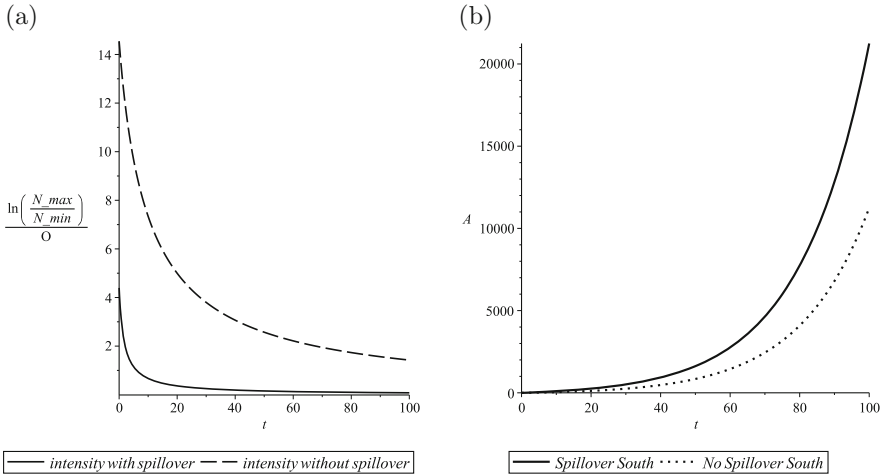 (a)
14
12
10
8
6
4
2
ln(N_max/N_min)/O
0 20 40 60 80 100
t
intensity with spillover intensity without spillover
(b)
20000
15000
10000
5000
0
A
0 20 40 60 80 100
t
Spillover South No Spillover South